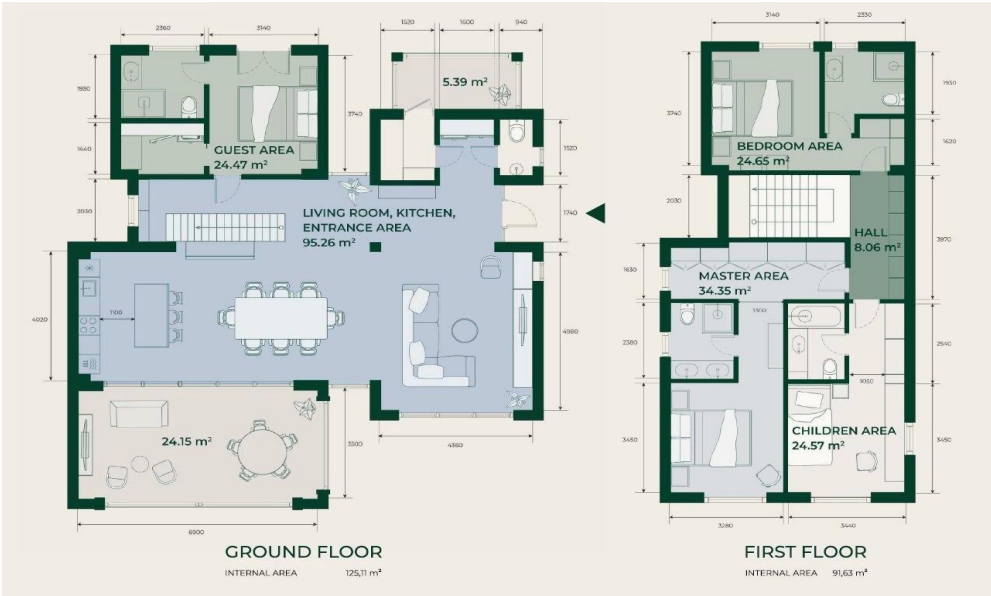 2360
3140
1520
1600
940
3140
2330
1930
1640
2030
3740
GUEST AREA
24.47 m²
5.39 m²
1520
1740
LIVING ROOM, KITCHEN,
ENTRANCE AREA
95.26 m²
4020
1100
4980
24.15 m²
3500
4360
6900
GROUND FLOOR
INTERNAL AREA 125,11 m²
3740
1930
1620
BEDROOM AREA
24.65 m²
2030
HALL
8.06 m²
3970
1630
MASTER AREA
34.35 m²
1300
2380
2540
1050
3450
CHILDREN AREA
24.57 m²
3450
3280
3440
FIRST FLOOR
INTERNAL AREA 91,63 m²